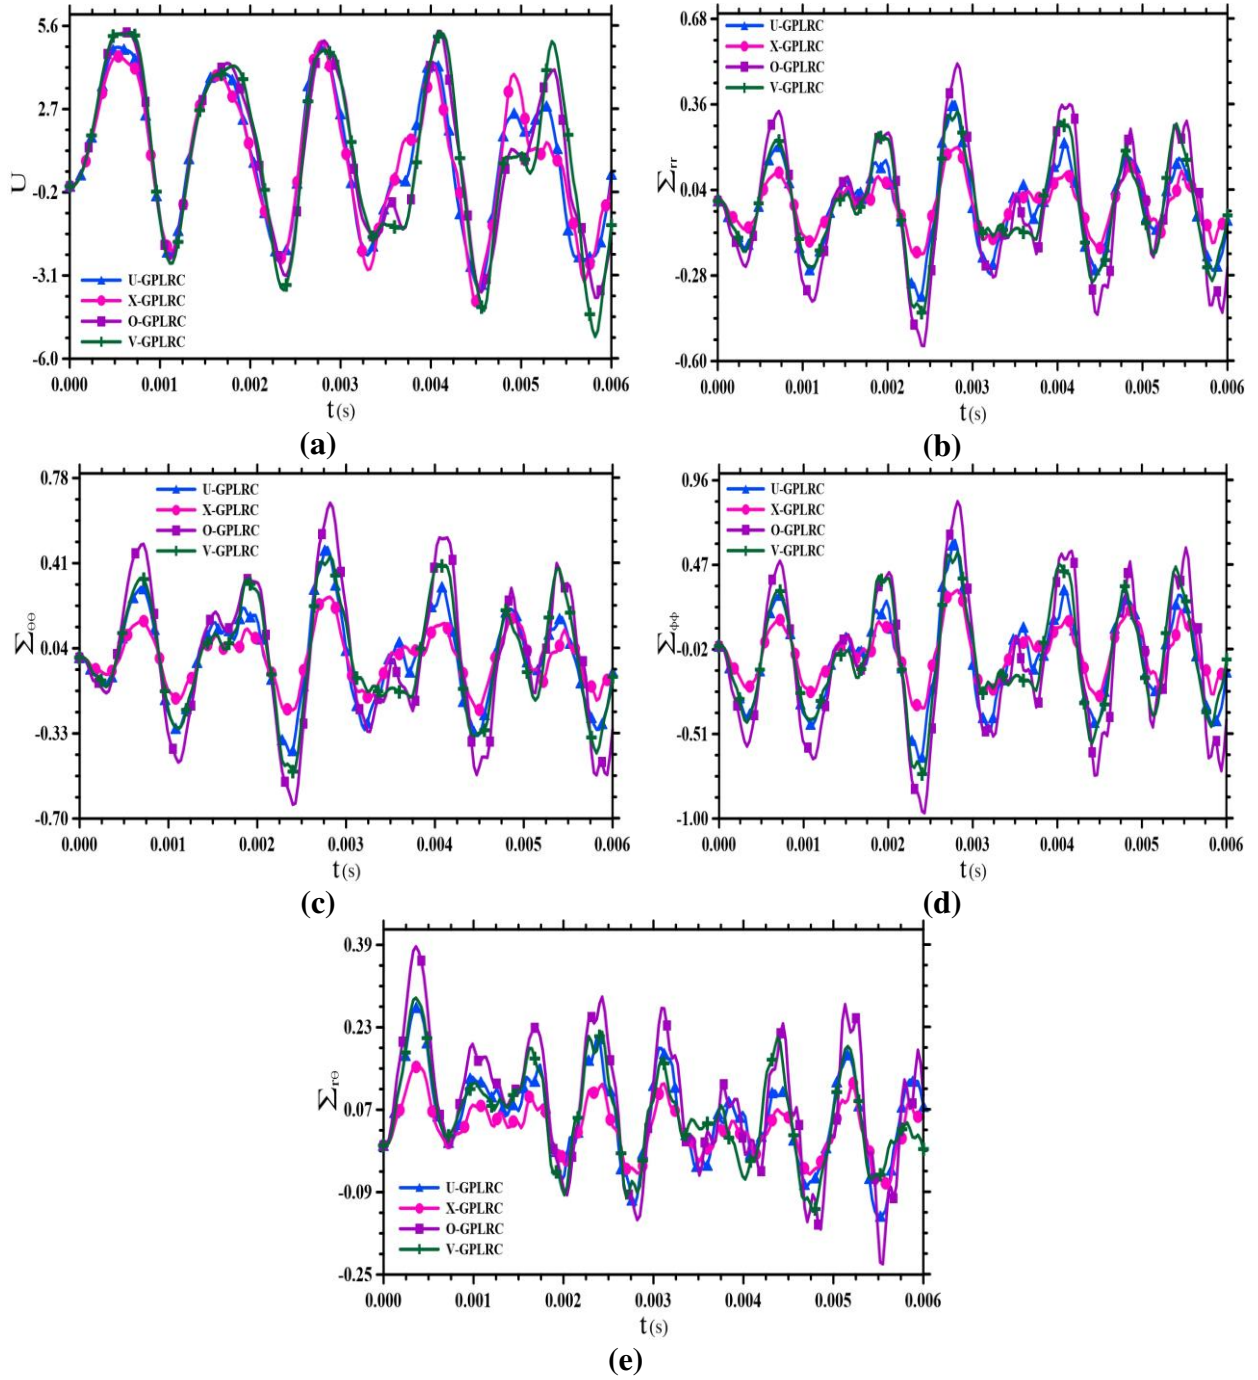 5.6
2.7
-0.2
-3.1
-6.0
U
U-GPLRC
X-GPLRC
O-GPLRC
V-GPLRC
0.000 0.001 0.002 0.003 0.004 0.005 0.006
t(s)
(a)
0.68
0.36
0.04
-0.28
-0.60
Σrr
U-GPLRC
X-GPLRC
O-GPLRC
V-GPLRC
0.000 0.001 0.002 0.003 0.004 0.005 0.006
t(s)
(b)
0.78
0.41
0.04
-0.33
-0.70
Σθθ
U-GPLRC
X-GPLRC
O-GPLRC
V-GPLRC
0.000 0.001 0.002 0.003 0.004 0.005 0.006
t(s)
(c)
0.96
0.47
-0.02
-0.51
-1.00
Σφφ
U-GPLRC
X-GPLRC
O-GPLRC
V-GPLRC
0.000 0.001 0.002 0.003 0.004 0.005 0.006
t(s)
(d)
0.39
0.23
0.07
-0.09
-0.25
Σrθ
U-GPLRC
X-GPLRC
O-GPLRC
V-GPLRC
0.000 0.001 0.002 0.003 0.004 0.005 0.006
t(s)
(e)